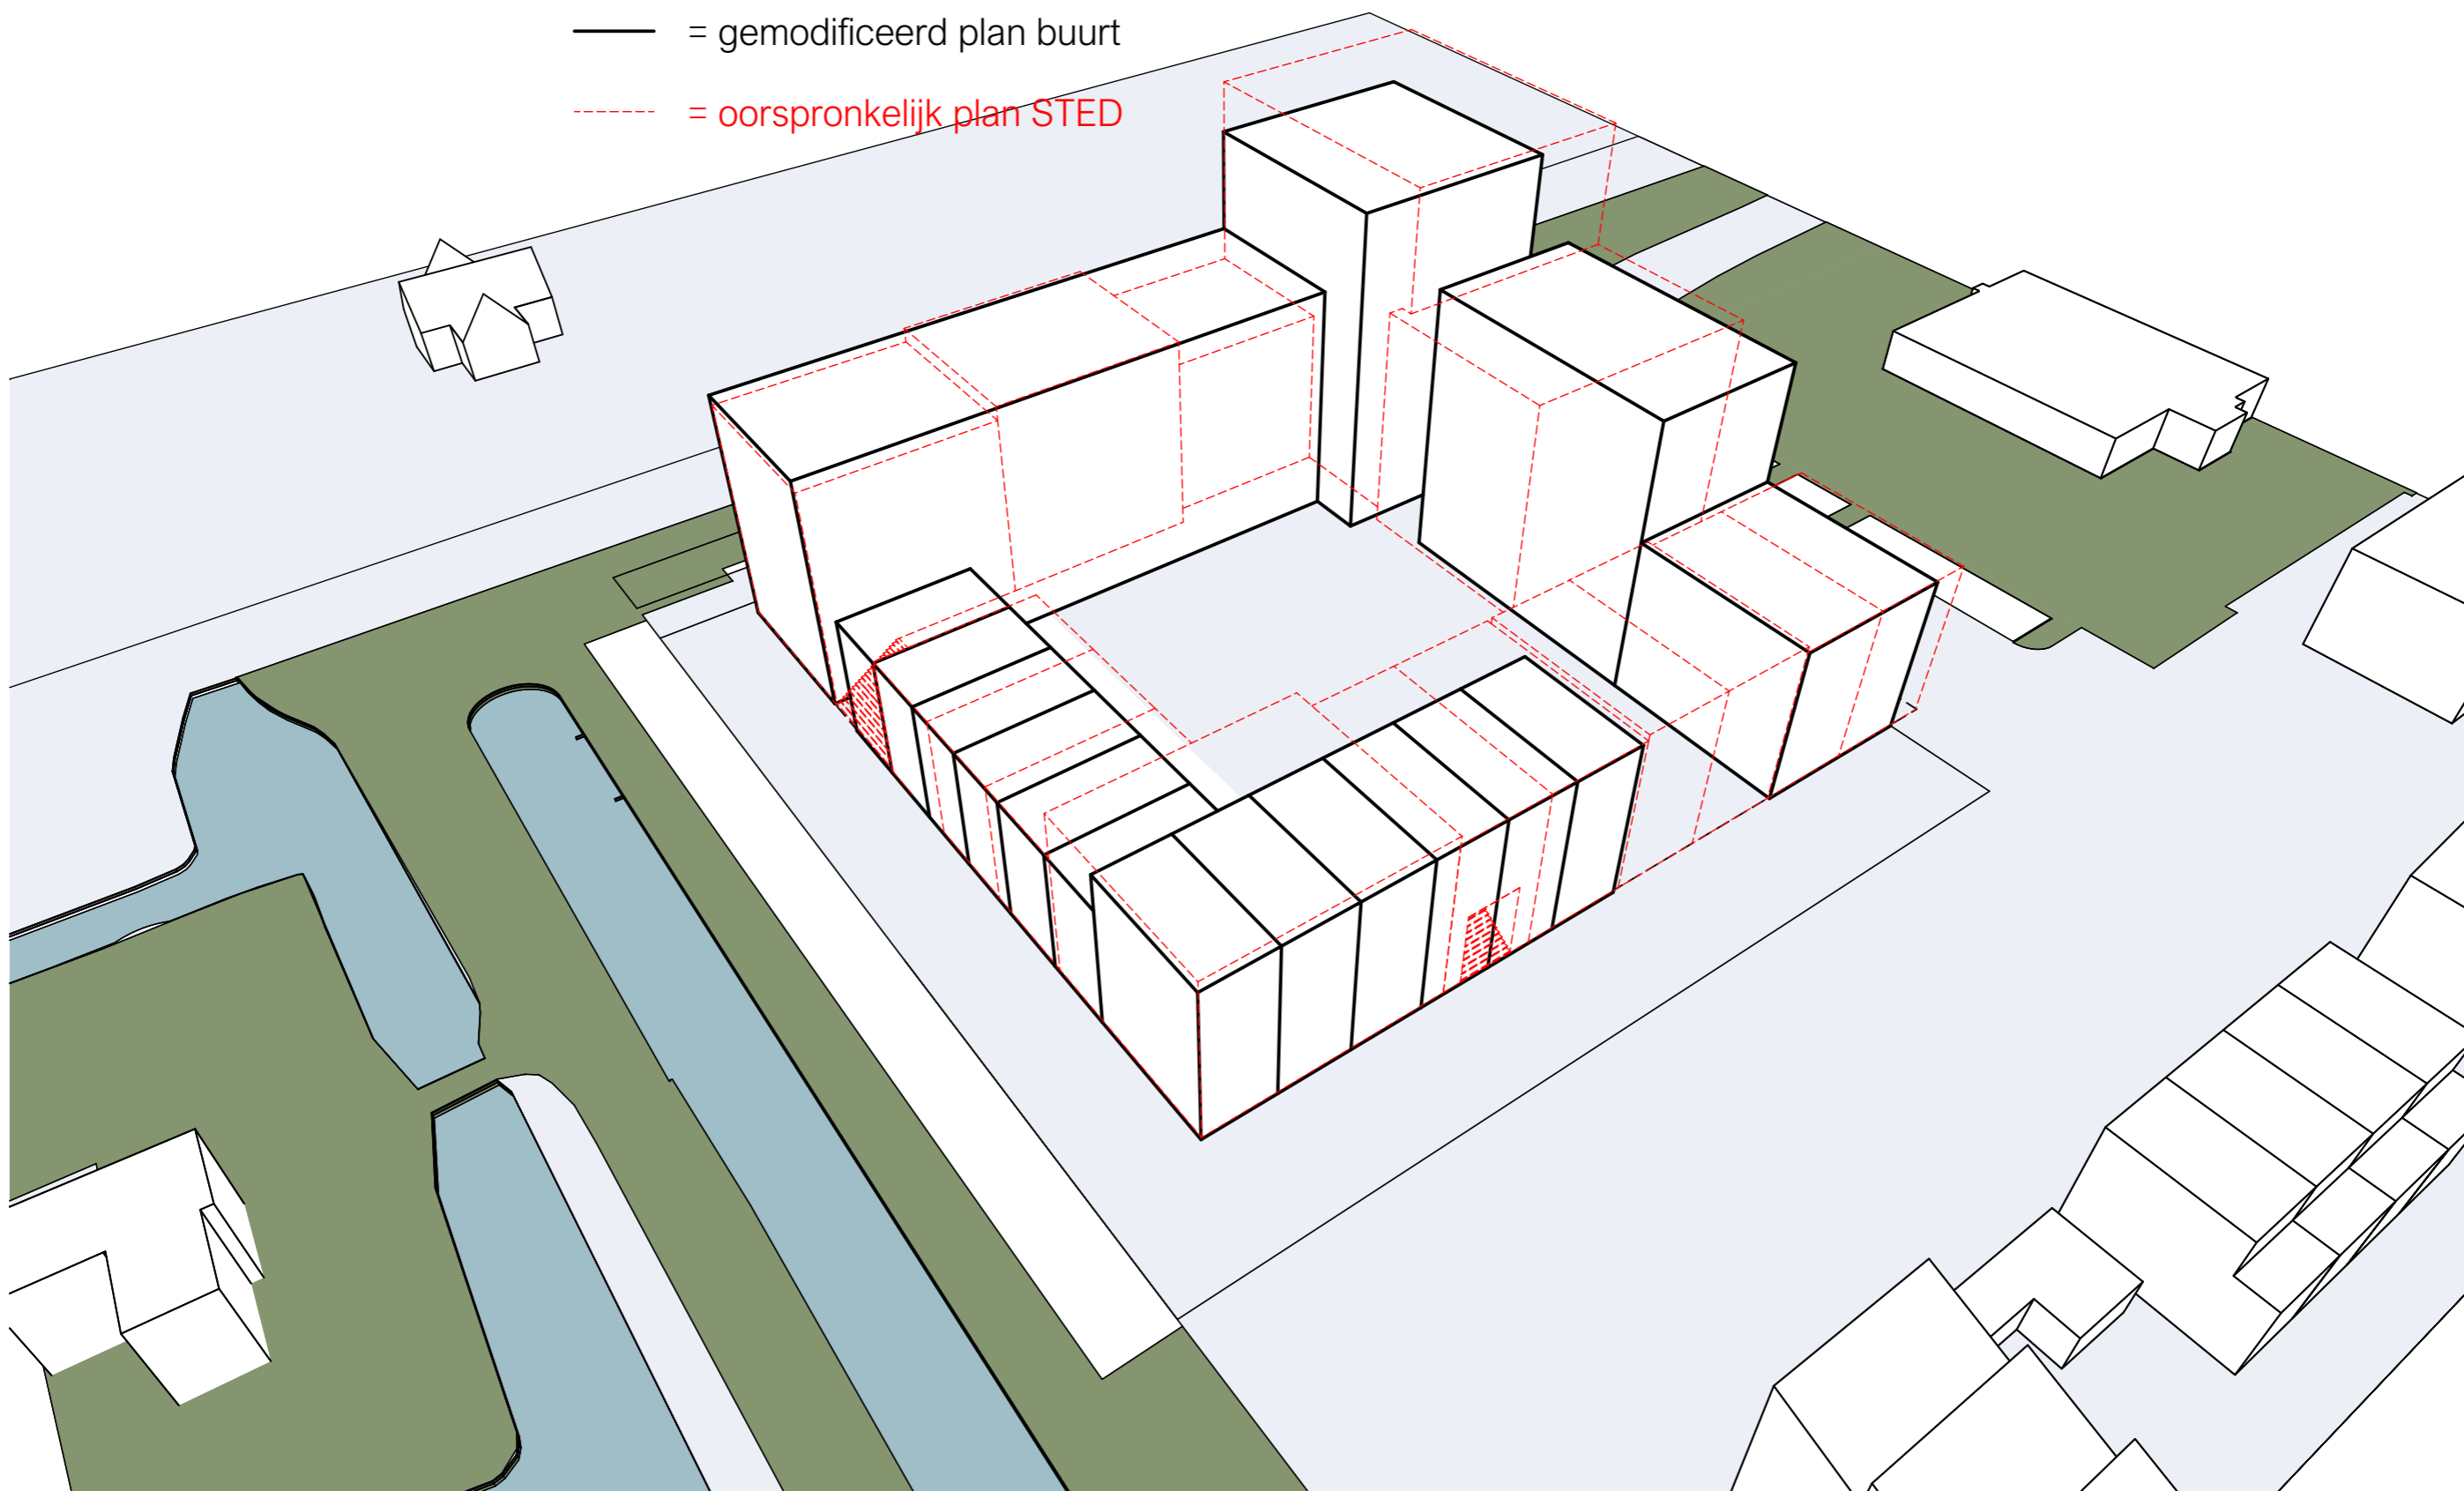 = gemodificeerd plan buurt
= oorspronkelijk plan STED